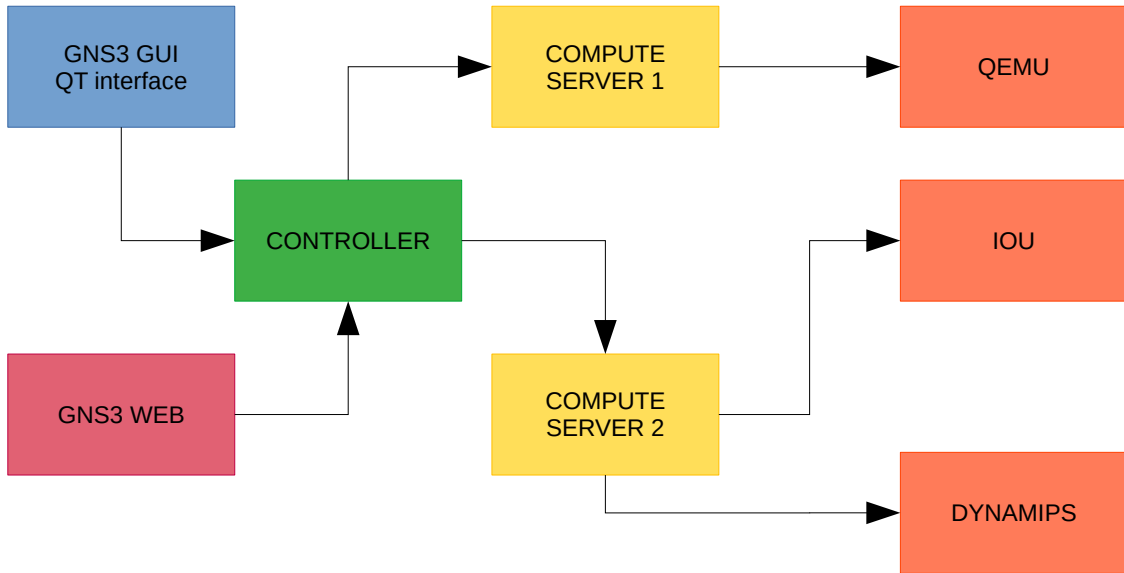 GNS3 GUI
QT interface
COMPUTE
SERVER 1
QEMU
CONTROLLER
IOU
GNS3 WEB
COMPUTE
SERVER 2
DYNAMIPS